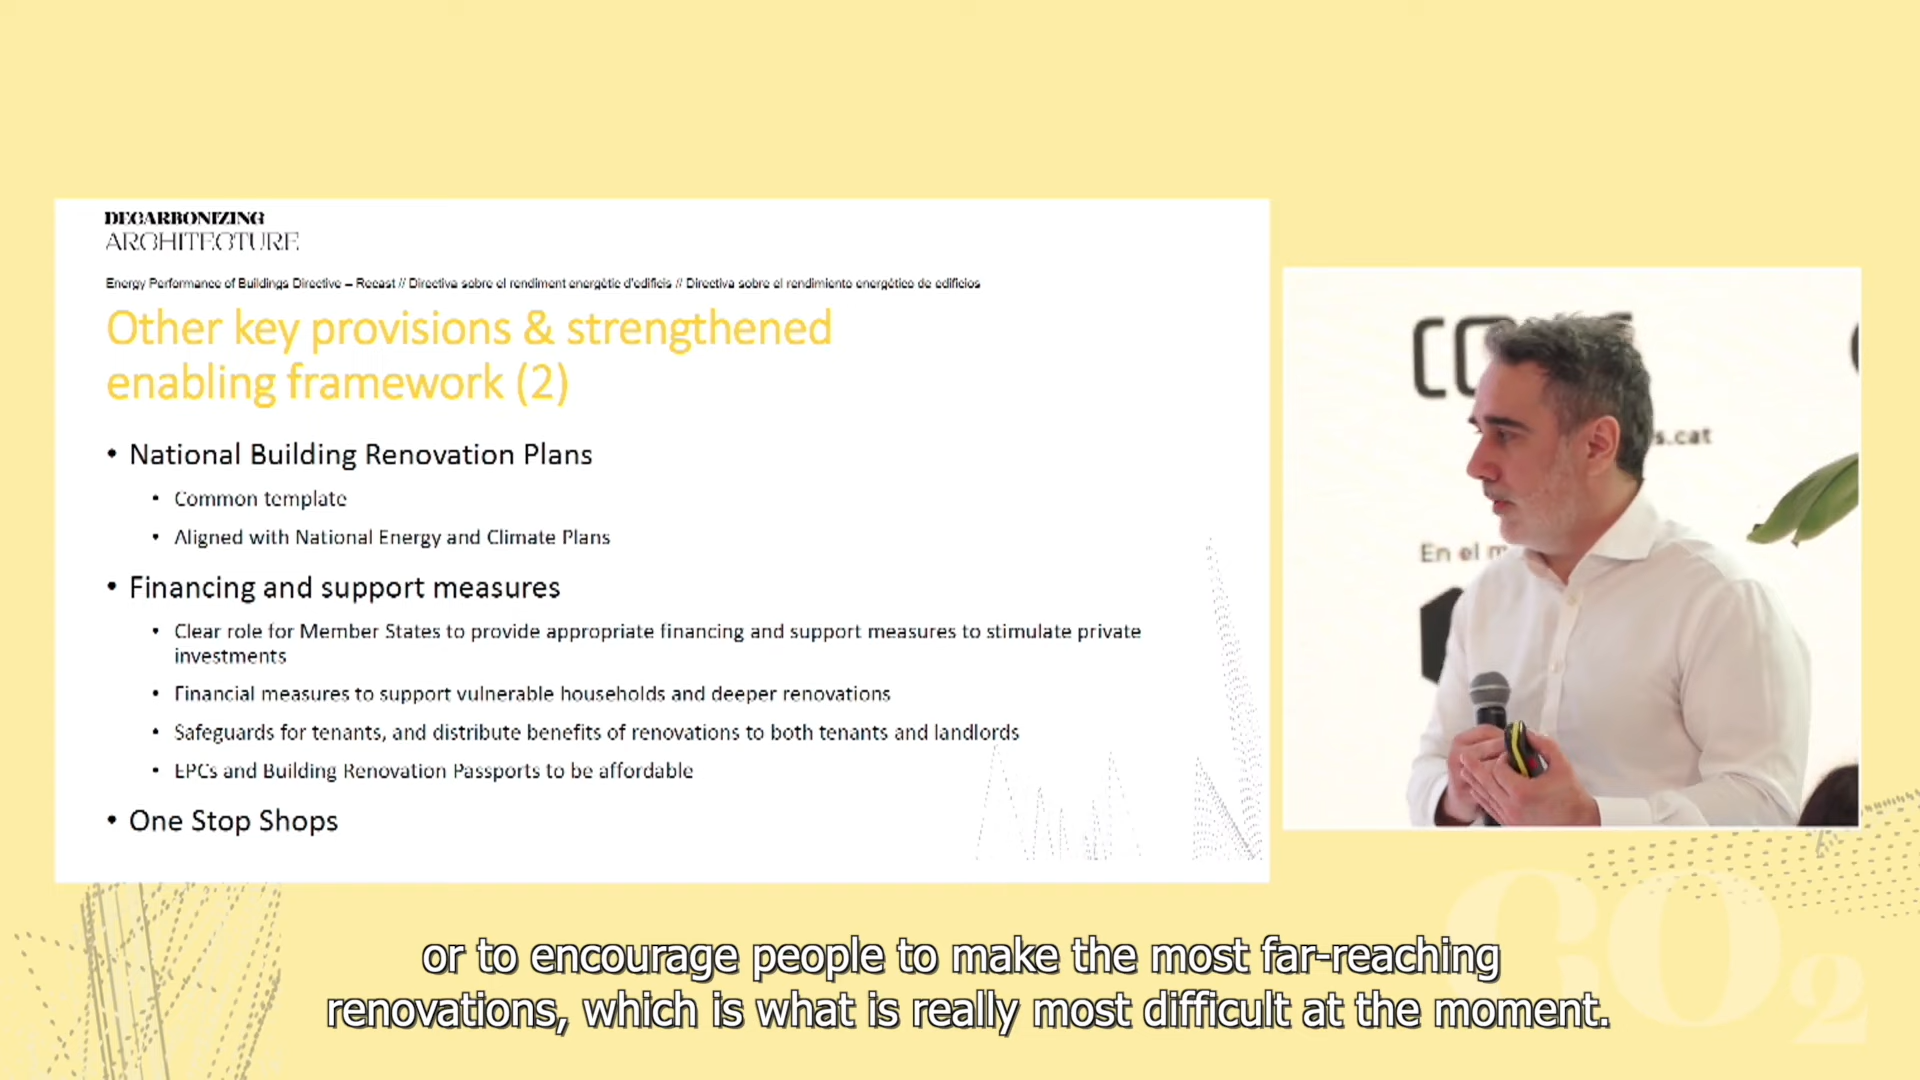 DECARBONIZING
ARCHITECTURE
Energy Performance of Buildings Directive – Recast // Directiva sobre el rendiment energètic d'edificis // Directiva sobre el rendimiento energético de edificios
Other key provisions & strengthened
enabling framework (2)
• National Building Renovation Plans
• Common template
• Aligned with National Energy and Climate Plans
• Financing and support measures
• Clear role for Member States to provide appropriate financing and support measures to stimulate private
investments
• Financial measures to support vulnerable households and deeper renovations
• Safeguards for tenants, and distribute benefits of renovations to both tenants and landlords
• EPCs and Building Renovation Passports to be affordable
• One Stop Shops
s.cat
En el
CO2
or to encourage people to make the most far-reaching
renovations, which is what is really most difficult at the moment.